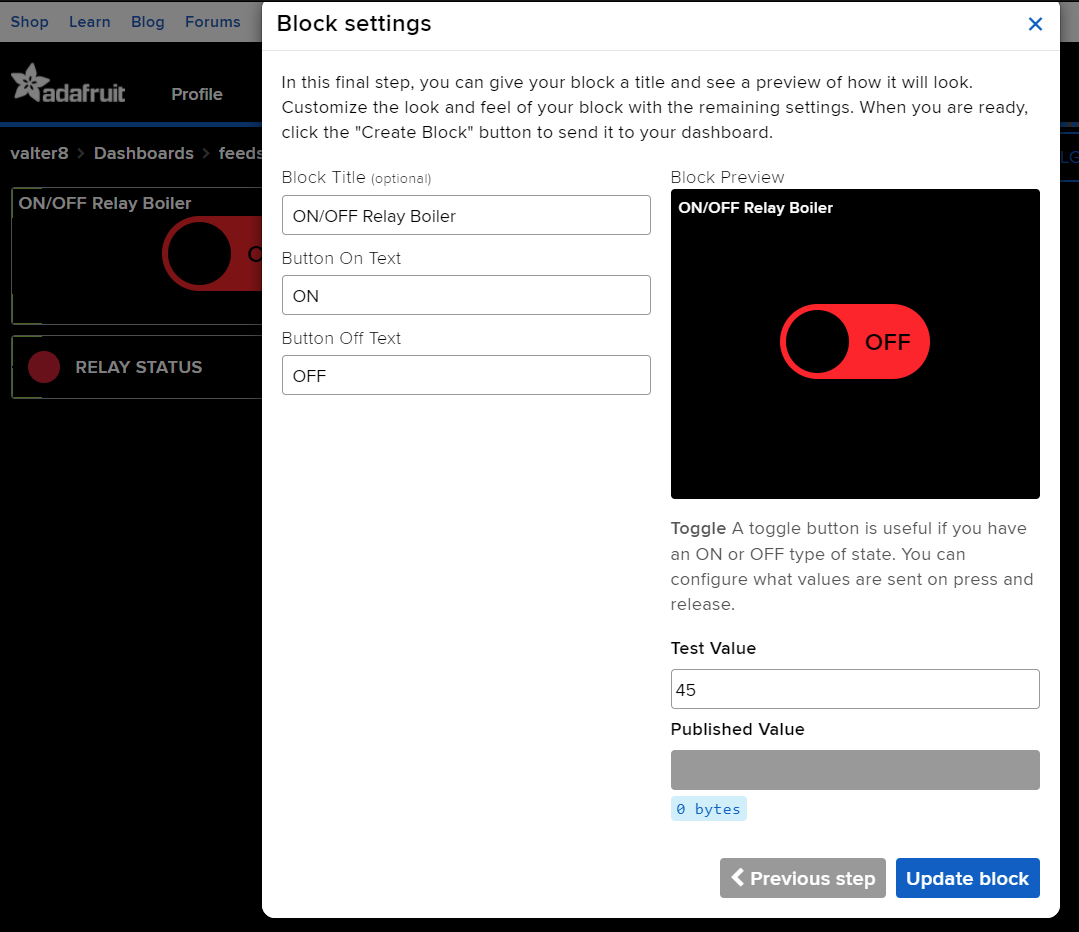 Shop Learn Blog Forums
adafruit
Profile
valter8 > Dashboards > feeds
ON/OFF Relay Boiler
RELAY STATUS
Block settings
×
In this final step, you can give your block a title and see a preview of how it will look.
Customize the look and feel of your block with the remaining settings. When you are ready,
click the "Create Block" button to send it to your dashboard.
Block Title (optional)
ON/OFF Relay Boiler
Button On Text
ON
Button Off Text
OFF
Block Preview
ON/OFF Relay Boiler
OFF
Toggle A toggle button is useful if you have
an ON or OFF type of state. You can
configure what values are sent on press and
release.
Test Value
45
Published Value
0 bytes
Previous step
Update block